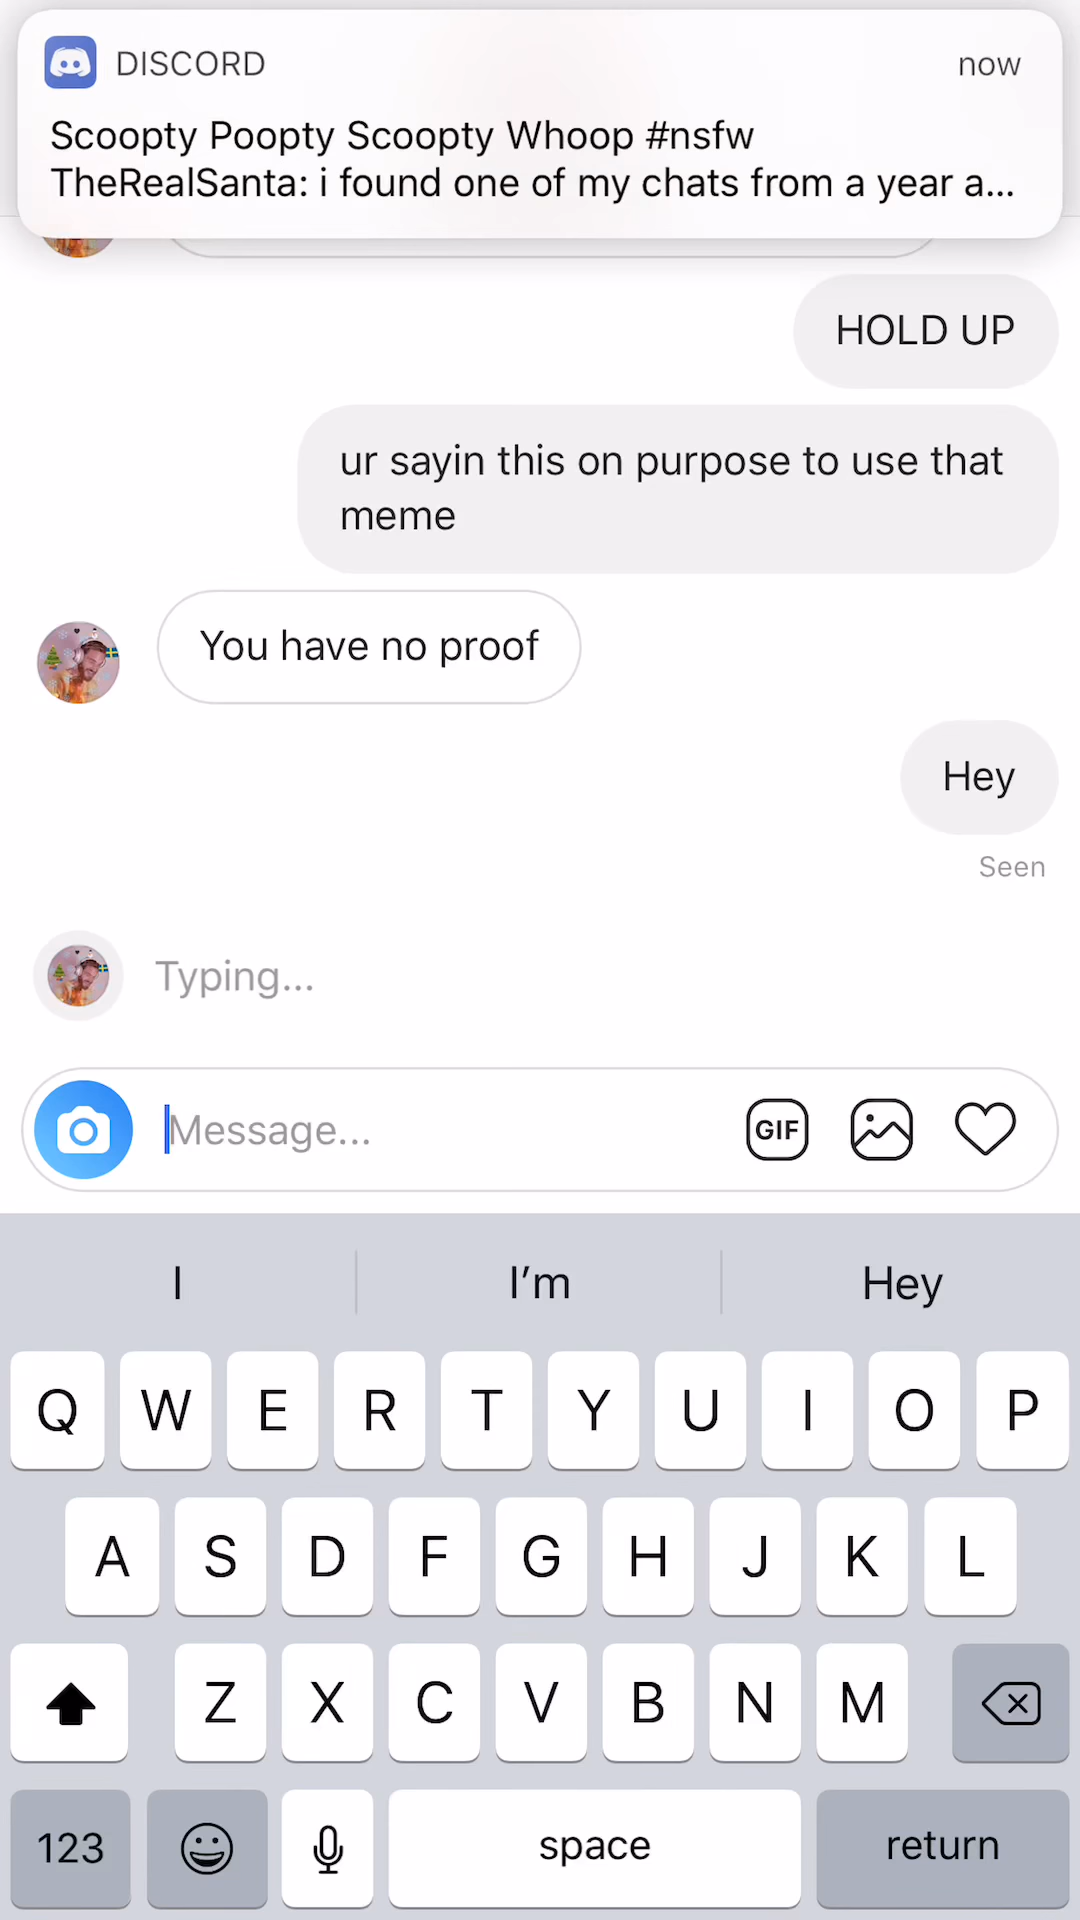 DISCORD
now
Scoopty Poopty Scoopty Whoop #nsfw
TheRealSanta: i found one of my chats from a year a...
HOLD UP
ur sayin this on purpose to use that
meme
You have no proof
Hey
Seen
Typing...
Message...
GIF
I
I’m
Hey
Q W E R T Y U I O P
A S D F G H J K L
Z X C V B N M
123
space
return